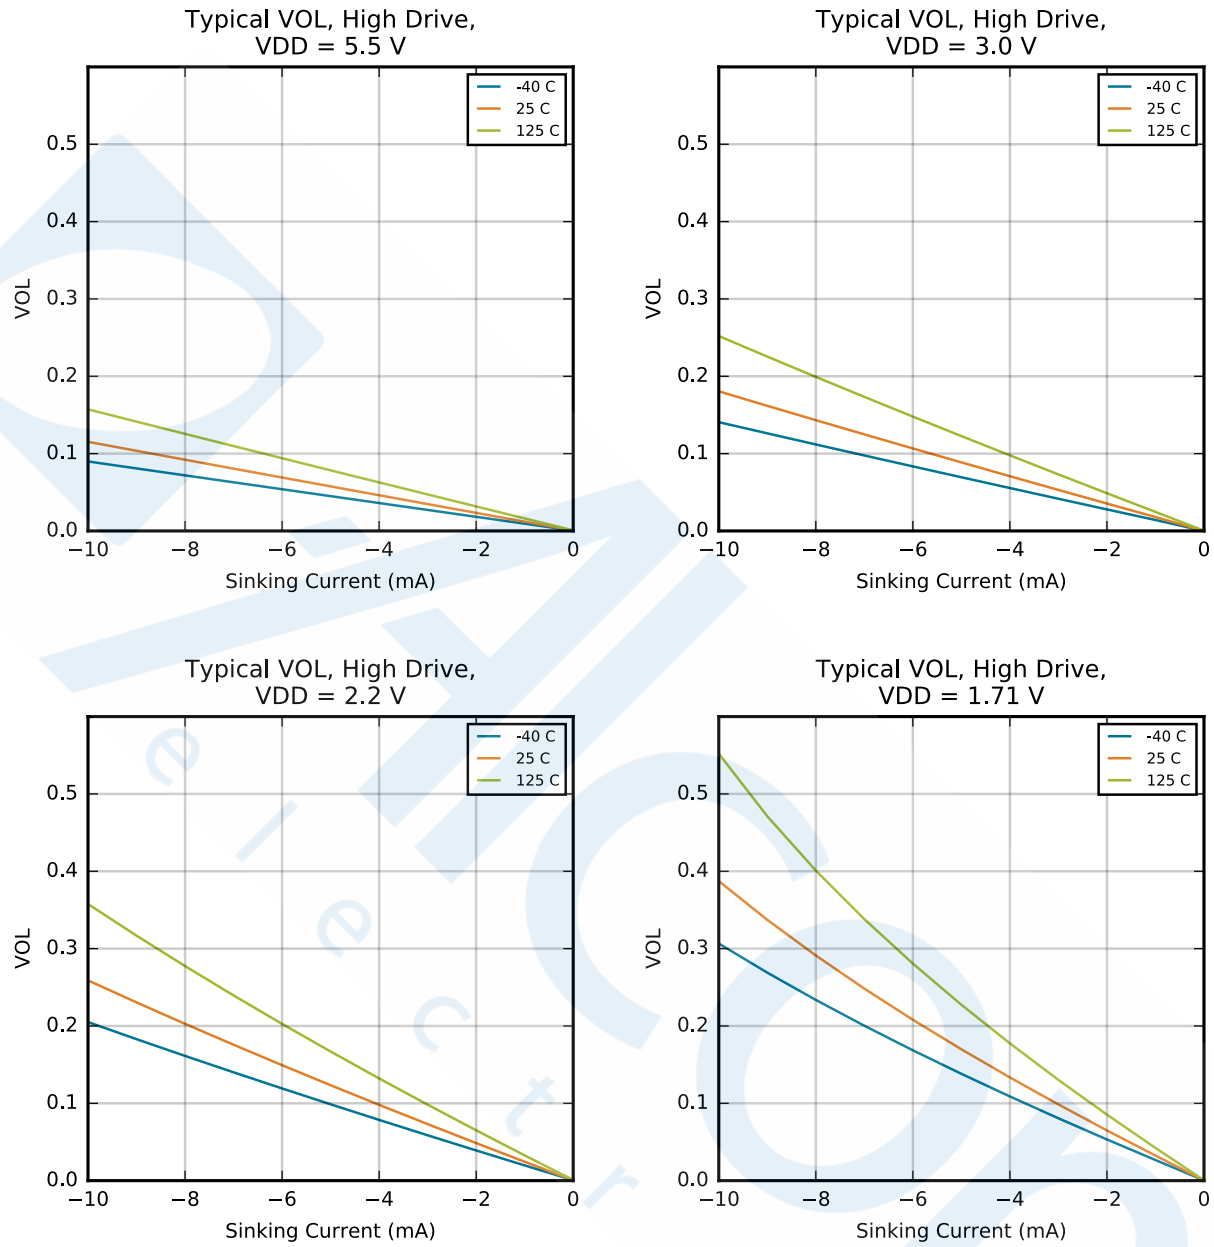 Typical VOL, High Drive,
VDD = 5.5 V
-40 C
25 C
125 C
0.5
0.4
0.3
0.2
0.1
0.0
VOL
−10
−8
−6
−4
−2
0
Sinking Current (mA)
Typical VOL, High Drive,
VDD = 3.0 V
-40 C
25 C
125 C
0.5
0.4
0.3
0.2
0.1
0.0
VOL
−10
−8
−6
−4
−2
0
Sinking Current (mA)
Typical VOL, High Drive,
VDD = 2.2 V
-40 C
25 C
125 C
0.5
0.4
0.3
0.2
0.1
0.0
VOL
−10
−8
−6
−4
−2
0
Sinking Current (mA)
Typical VOL, High Drive,
VDD = 1.71 V
-40 C
25 C
125 C
0.5
0.4
0.3
0.2
0.1
0.0
VOL
−10
−8
−6
−4
−2
0
Sinking Current (mA)